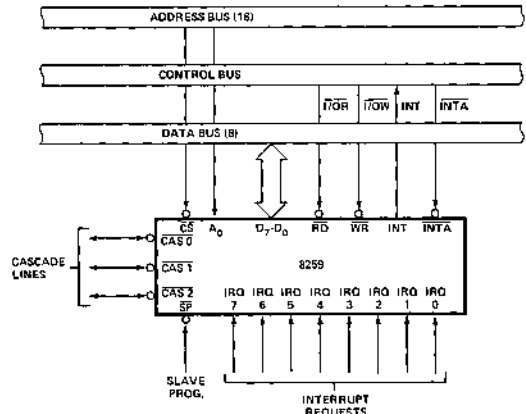 ADDRESS BUS (16)
CONTROL BUS
I/OR I/OW INT INTA
DATA BUS (8)
CS A0 D7-D0 RD WR INT INTA
CAS 0
CASCADE
LINES
CAS 1
8259
CAS 2
SP
IRQ IRQ IRQ IRQ IRQ IRQ IRQ IRQ
7 6 5 4 3 2 1 0
SLAVE
PROG.
INTERRUPT
REQUESTS